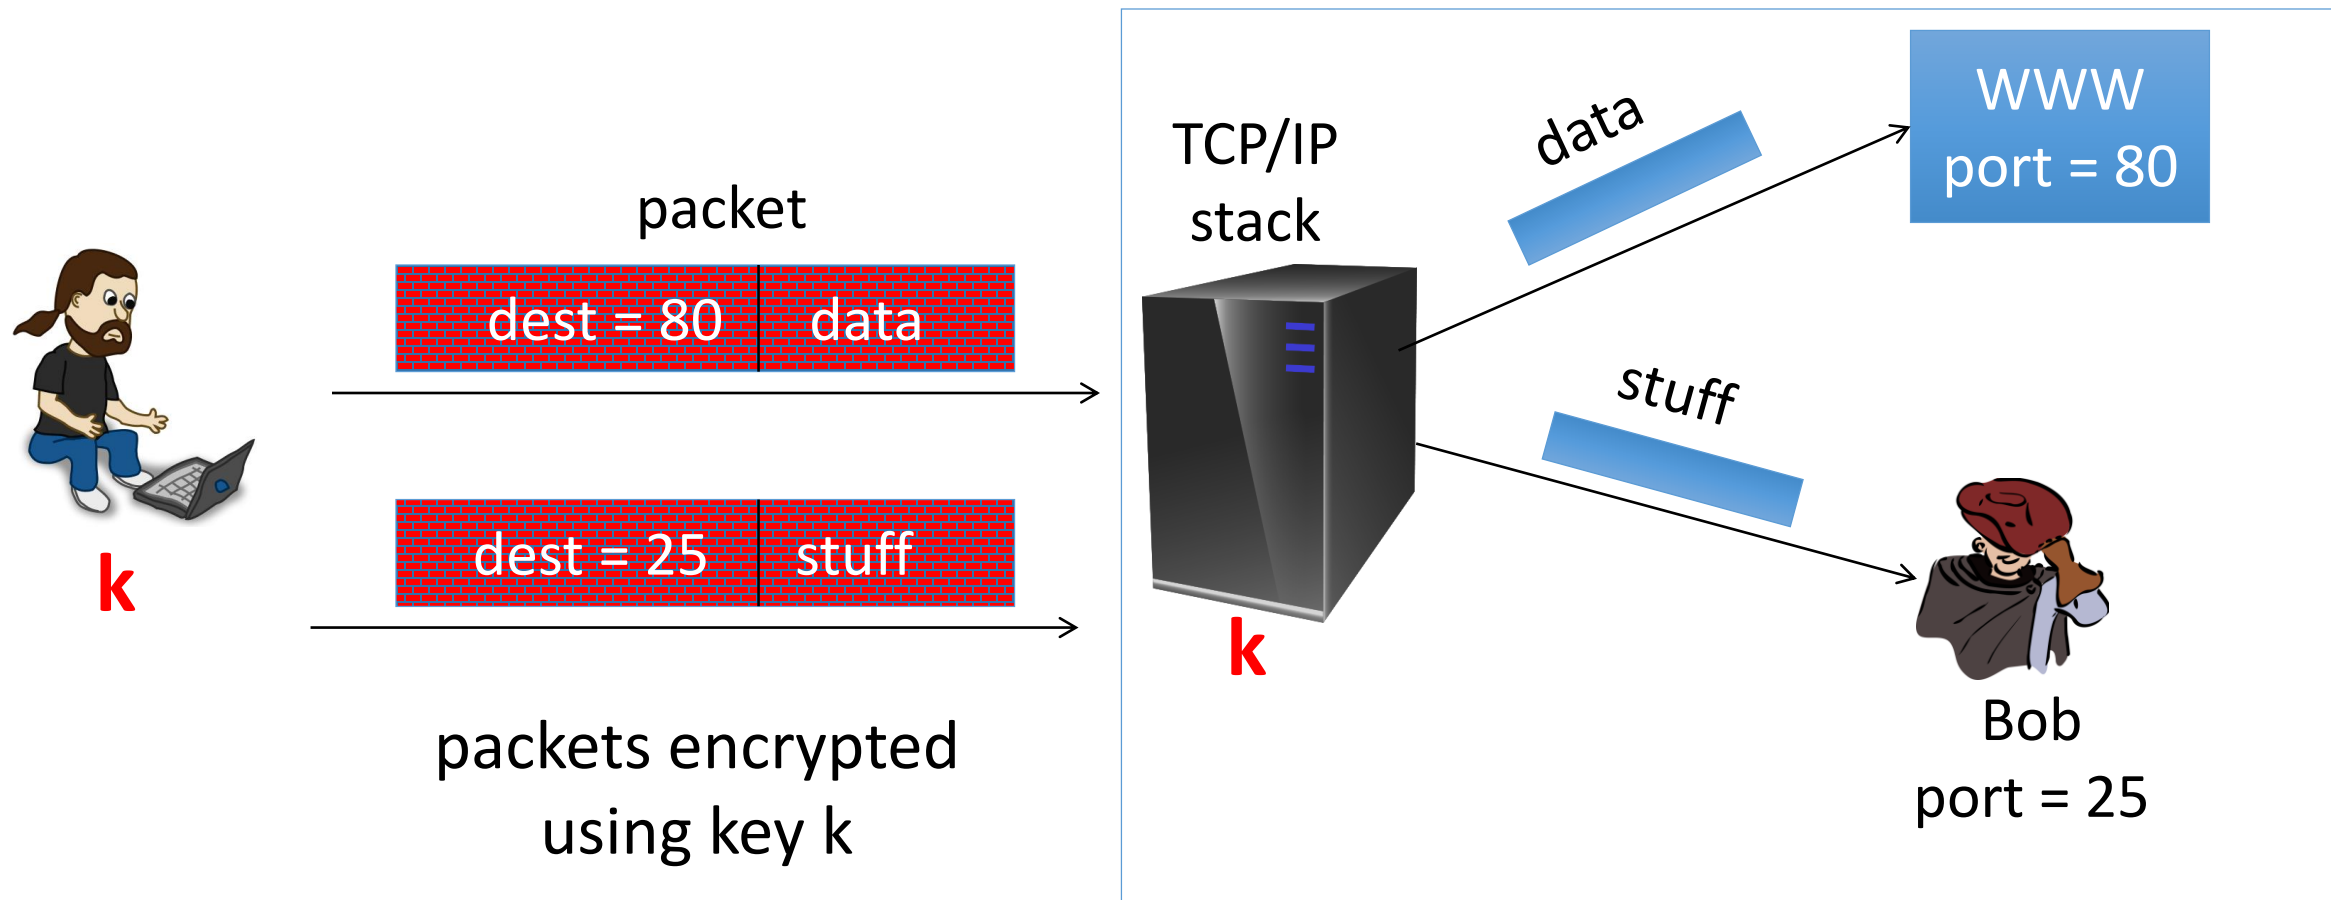 packet
dest = 80 data
k
dest = 25 stuff
packets encrypted
using key k
TCP/IP
stack
k
data
WWW
port = 80
stuff
Bob
port = 25